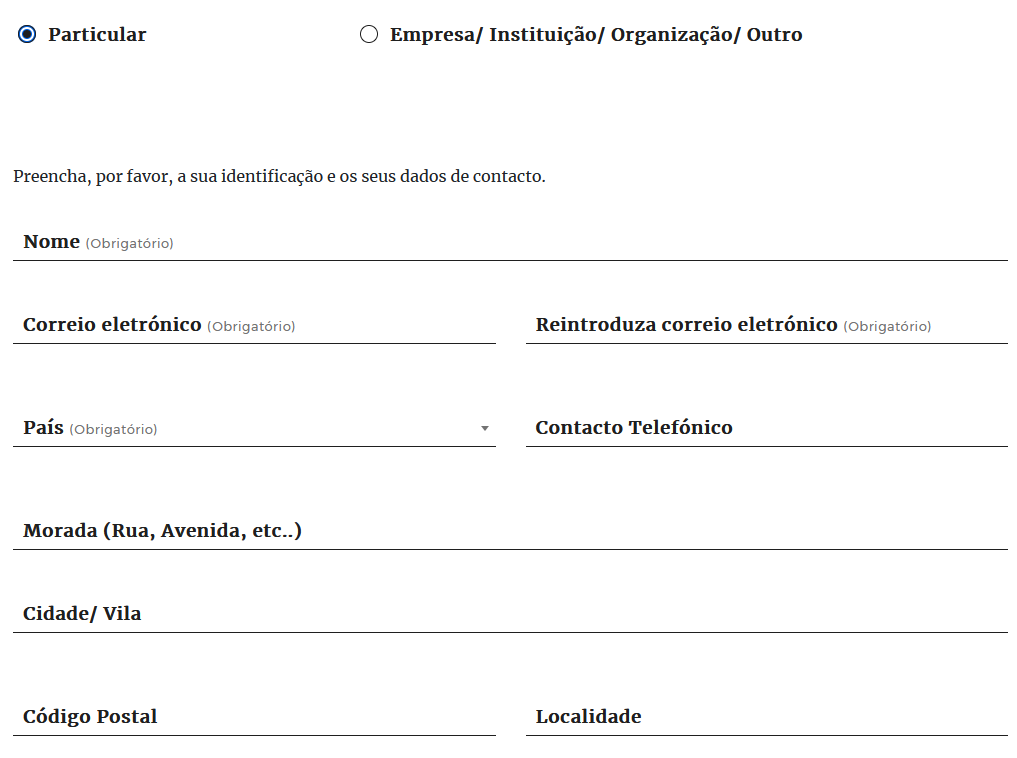 Particular
Empresa/ Instituição/ Organização/ Outro
Preencha, por favor, a sua identificação e os seus dados de contacto.
Nome (Obrigatório)
Correio eletrónico (Obrigatório)
Reintroduza correio eletrónico (Obrigatório)
País (Obrigatório)
Contacto Telefónico
Morada (Rua, Avenida, etc..)
Cidade/ Vila
Código Postal
Localidade